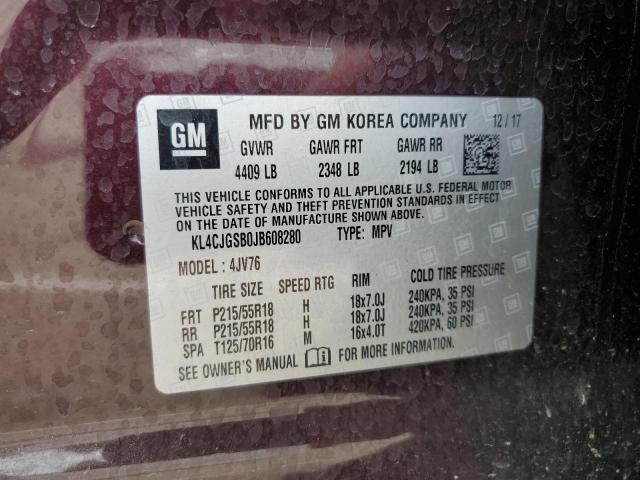 GM
MFD BY GM KOREA COMPANY 12/17
GVWR GAWR FRT GAWR RR
4409 LB 2348 LB 2194 LB
THIS VEHICLE CONFORMS TO ALL APPLICABLE U.S. FEDERAL MOTOR
VEHICLE SAFETY AND THEFT PREVENTION STANDARDS IN EFFECT
ON THE DATE OF MANUFACTURE SHOWN ABOVE.
KL4CJGSB0JB608280 TYPE: MPV
MODEL: 4JV76
TIRE SIZE SPEED RTG RIM COLD TIRE PRESSURE
FRT P215/55R18 H 18x7.0J 240KPA, 35 PSI
RR P215/55R18 H 18x7.0J 240KPA, 35 PSI
SPA T125/70R16 M 16x4.0T 420KPA, 60 PSI
SEE OWNER'S MANUAL FOR MORE INFORMATION.